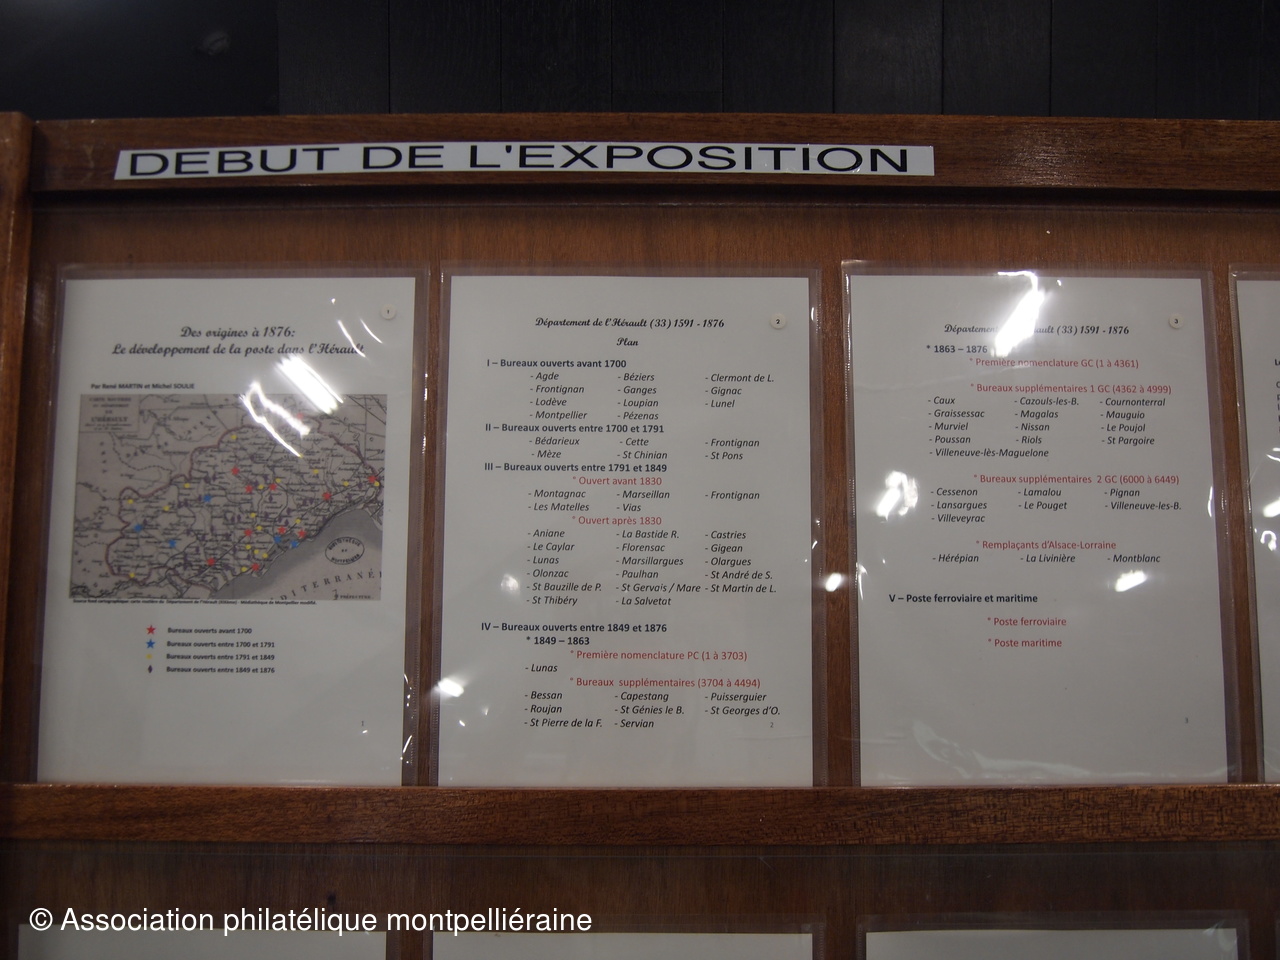 DEBUT DE L'EXPOSITION
1
Des origines à 1876:
Le développement de la poste dans l'Hérault
Par René MARTIN et Michel SOULIE
Bureaux ouverts avant 1700
Bureaux ouverts entre 1700 et 1791
Bureaux ouverts entre 1791 et 1849
Bureaux ouverts entre 1849 et 1876
1
2
Département de l'Hérault (33) 1591 - 1876
Plan
I – Bureaux ouverts avant 1700
- Agde - Béziers - Clermont de L.
- Frontignan - Ganges - Gignac
- Lodève - Loupian - Lunel
- Montpellier - Pézenas
II – Bureaux ouverts entre 1700 et 1791
- Bédarieux - Cette - Frontignan
- Mèze - St Chinian - St Pons
III – Bureaux ouverts entre 1791 et 1849
° Ouvert avant 1830
- Montagnac - Marseillan - Frontignan
- Les Matelles - Vias
° Ouvert après 1830
- Aniane - La Bastide R. - Castries
- Le Caylar - Florensac - Gigean
- Lunas - Marsillargues - Olargues
- Olonzac - Paulhan - St André de S.
- St Bauzille de P. - St Gervais / Mare - St Martin de L.
- St Thibéry - La Salvetat
IV – Bureaux ouverts entre 1849 et 1876
* 1849 – 1863
° Première nomenclature PC (1 à 3703)
- Lunas
° Bureaux supplémentaires (3704 à 4494)
- Bessan - Capestang - Puisserguier
- Roujan - St Génies le B. - St Georges d'O.
- St Pierre de la F. - Servian
2
3
Département (33) 1591 - 1876
* 1863 – 1876
° Première nomenclature GC (1 à 4361)
° Bureaux supplémentaires 1 GC (4362 à 4999)
- Caux - Cazouls-les-B. - Cournonterral
- Graissessac - Magalas - Mauguio
- Murviel - Nissan - Le Poujol
- Poussan - Riols - St Pargoire
- Villeneuve-lès-Maguelone
° Bureaux supplémentaires 2 GC (6000 à 6449)
- Cessenon - Lamalou - Pignan
- Lansargues - Le Pouget - Villeneuve-les-B.
- Villeveyrac
° Remplaçants d'Alsace-Lorraine
- Hérépian - La Livinière - Montblanc
V – Poste ferroviaire et maritime
° Poste ferroviaire
° Poste maritime
3
© Association philatélique montpelliéraine